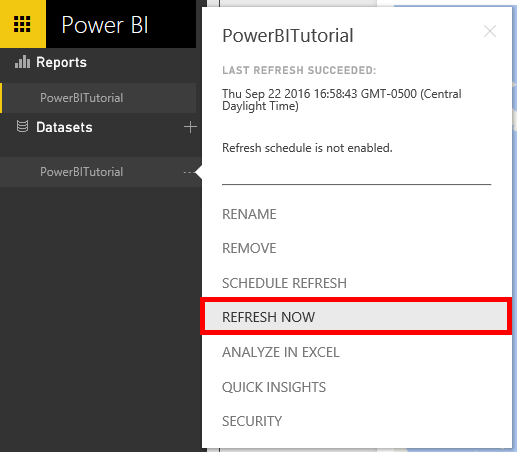 Power BI
Reports
PowerBITutorial
Datasets
PowerBITutorial
PowerBITutorial
LAST REFRESH SUCCEEDED:
Thu Sep 22 2016 16:58:43 GMT-0500 (Central
Daylight Time)
Refresh schedule is not enabled.
RENAME
REMOVE
SCHEDULE REFRESH
REFRESH NOW
ANALYZE IN EXCEL
QUICK INSIGHTS
SECURITY